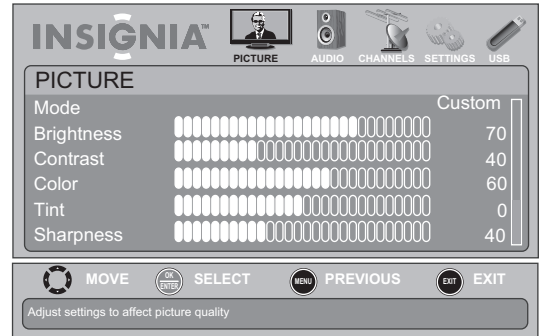 INSIGNIA™
PICTURE AUDIO CHANNELS SETTINGS USB
PICTURE
Mode Custom
Brightness 70
Contrast 40
Color 60
Tint 0
Sharpness 40
MOVE OK ENTER SELECT MENU PREVIOUS EXIT EXIT
Adjust settings to affect picture quality